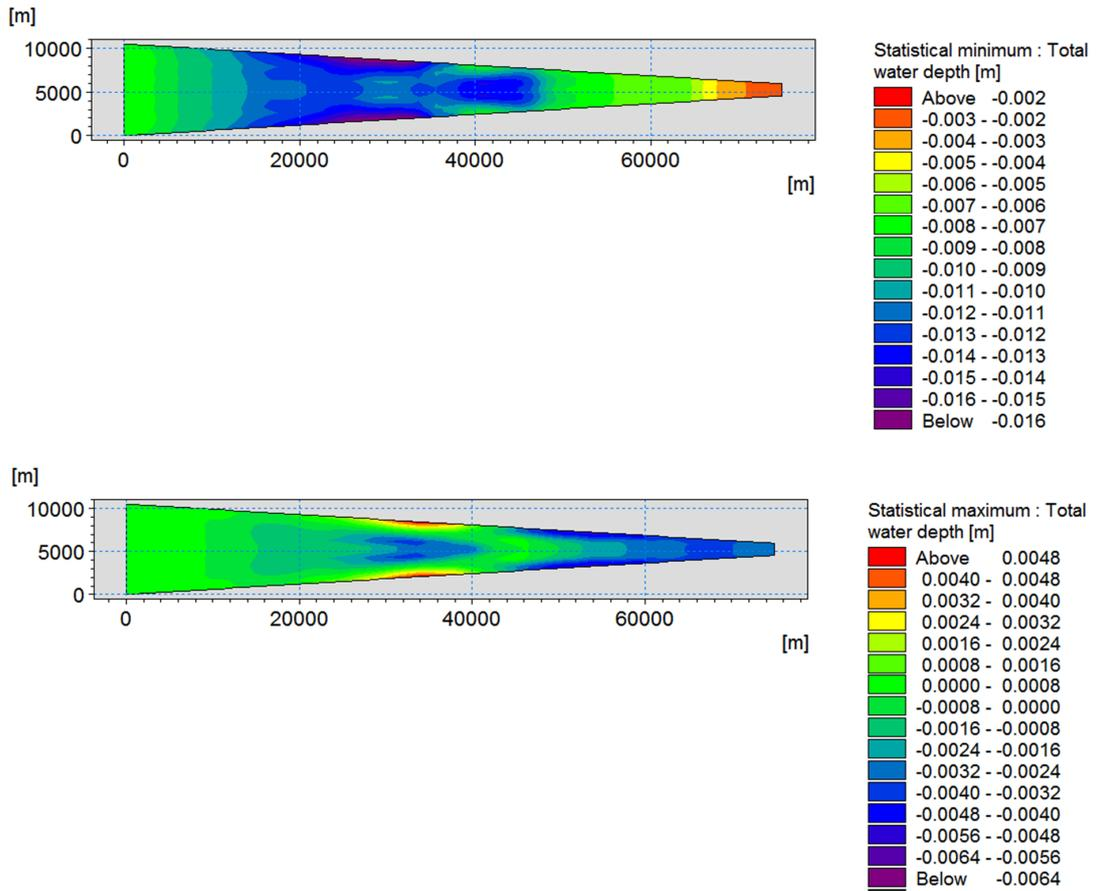 [m]
10000
5000
0
0 20000 40000 60000
[m]
Statistical minimum : Total
water depth [m]
Above -0.002
-0.003 - -0.002
-0.004 - -0.003
-0.005 - -0.004
-0.006 - -0.005
-0.007 - -0.006
-0.008 - -0.007
-0.009 - -0.008
-0.010 - -0.009
-0.011 - -0.010
-0.012 - -0.011
-0.013 - -0.012
-0.014 - -0.013
-0.015 - -0.014
-0.016 - -0.015
Below -0.016
[m]
10000
5000
0
0 20000 40000 60000
[m]
Statistical maximum : Total
water depth [m]
Above 0.0048
0.0040 - 0.0048
0.0032 - 0.0040
0.0024 - 0.0032
0.0016 - 0.0024
0.0008 - 0.0016
0.0000 - 0.0008
-0.0008 - 0.0000
-0.0016 - -0.0008
-0.0024 - -0.0016
-0.0032 - -0.0024
-0.0040 - -0.0032
-0.0048 - -0.0040
-0.0056 - -0.0048
-0.0064 - -0.0056
Below -0.0064